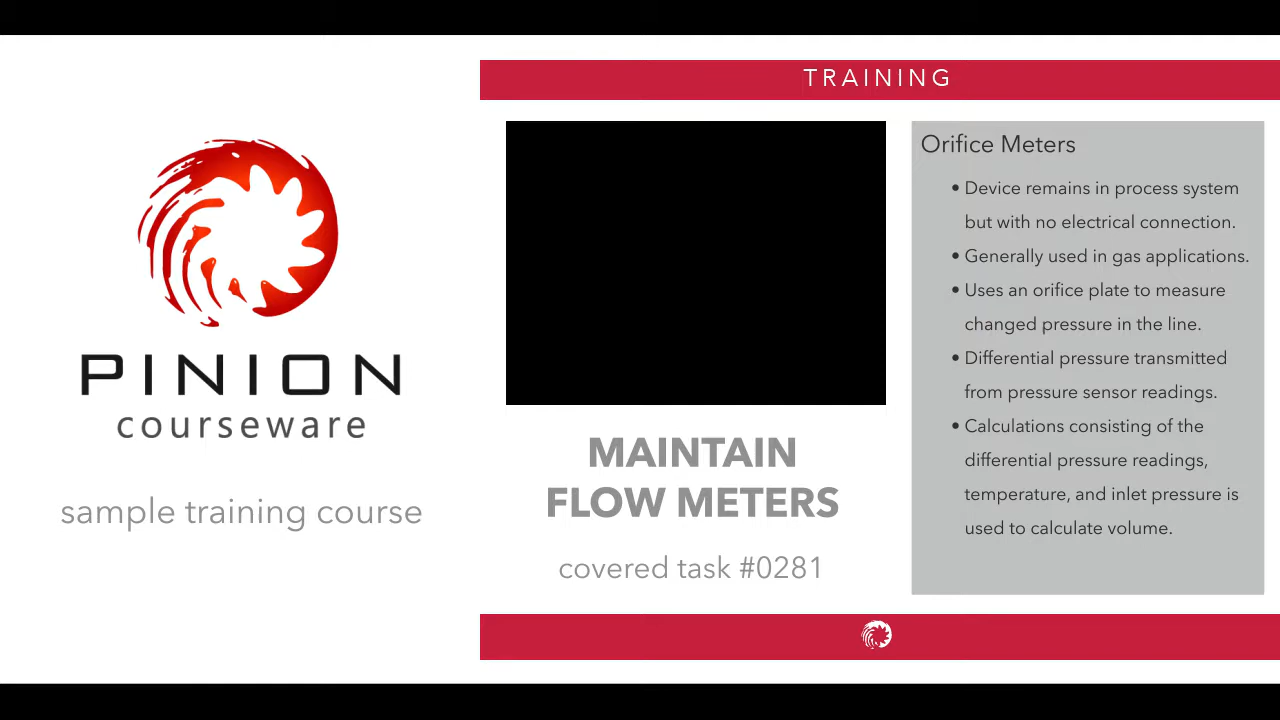 PINION
courseware
sample training course
TRAINING
MAINTAIN
FLOW METERS
covered task #0281
Orifice Meters
• Device remains in process system
but with no electrical connection.
• Generally used in gas applications.
• Uses an orifice plate to measure
changed pressure in the line.
• Differential pressure transmitted
from pressure sensor readings.
• Calculations consisting of the
differential pressure readings,
temperature, and inlet pressure is
used to calculate volume.